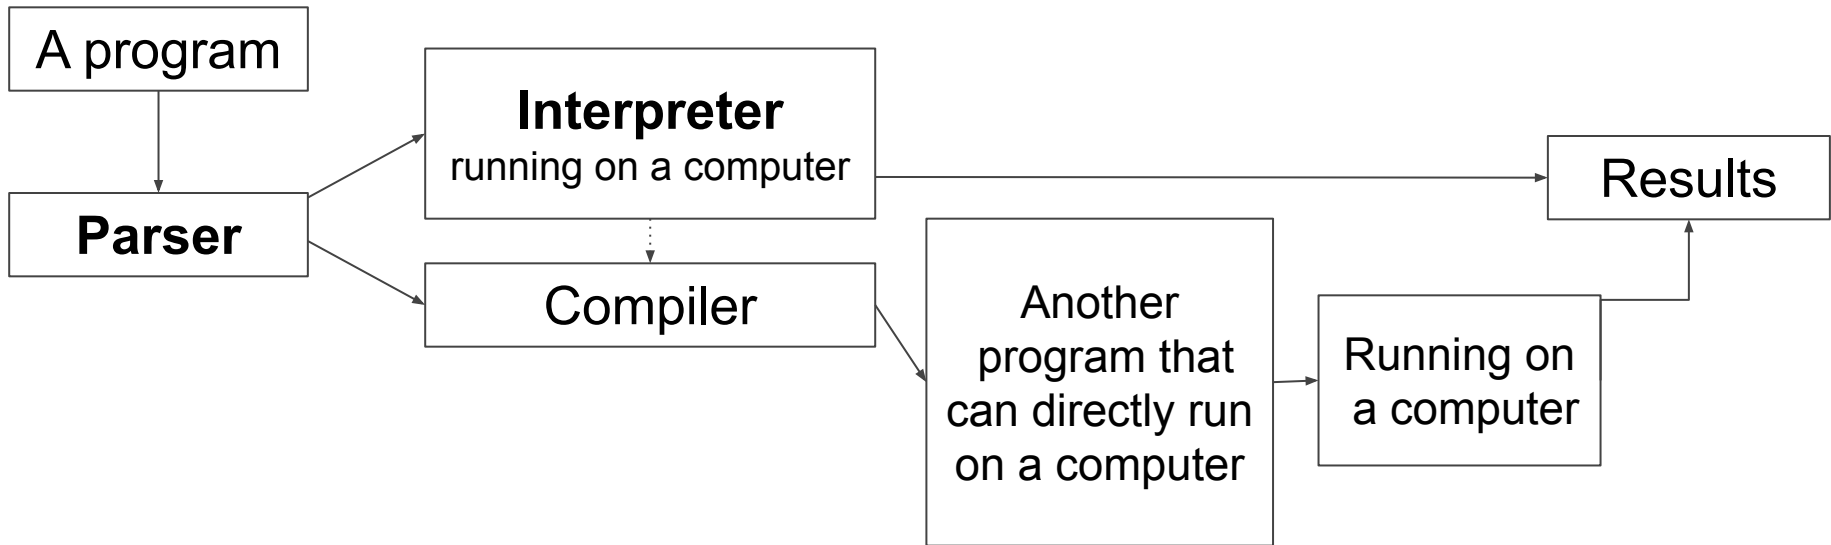 A program
Parser
Interpreter
running on a computer
Compiler
Another
program that
can directly run
on a computer
Running on
a computer
Results